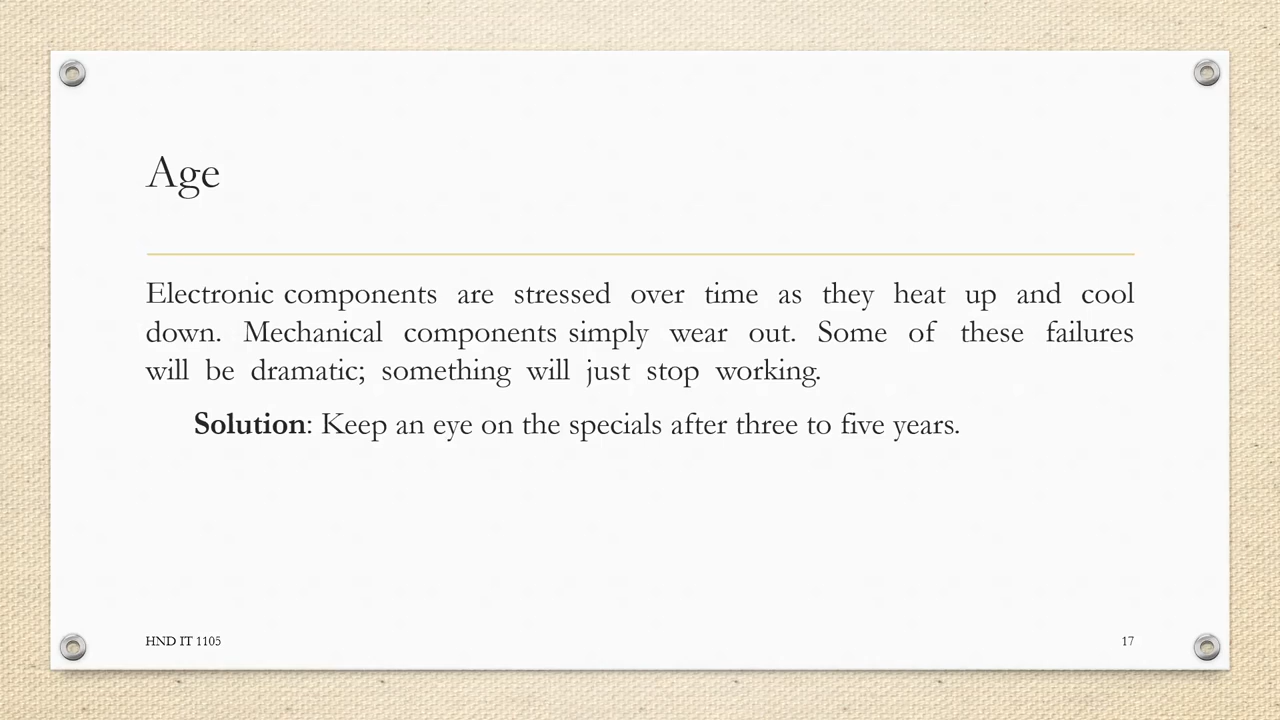 Age
Electronic components are stressed over time as they heat up and cool
down. Mechanical components simply wear out. Some of these failures
will be dramatic; something will just stop working.
Solution: Keep an eye on the specials after three to five years.
HND IT 1105
17